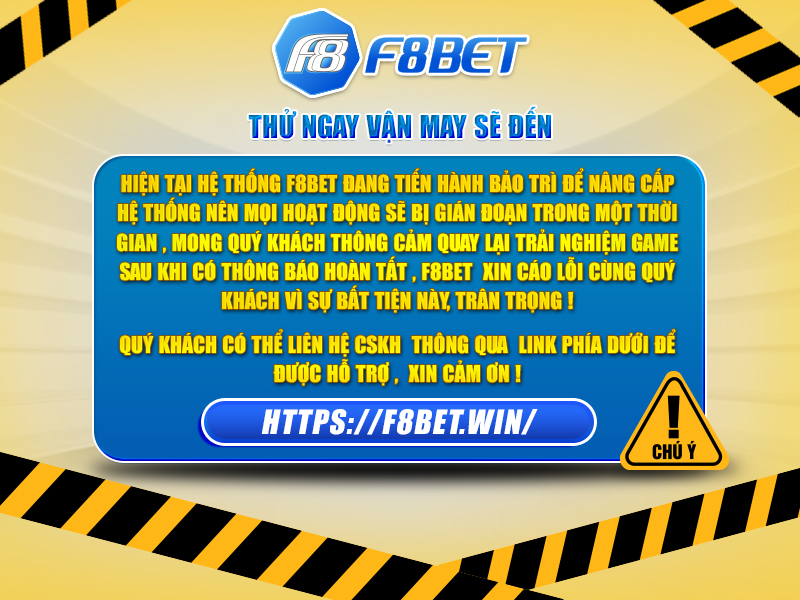 F8 F8BET
THỬ NGAY VẬN MAY SẼ ĐẾN
HIỆN TẠI HỆ THỐNG F8BET ĐANG TIẾN HÀNH BẢO TRÌ ĐỂ NÂNG CẤP
HỆ THỐNG NÊN MỌI HOẠT ĐỘNG SẼ BỊ GIÁN ĐOẠN TRONG MỘT THỜI
GIAN , MONG QUÝ KHÁCH THÔNG CẢM QUAY LẠI TRẢI NGHIỆM GAME
SAU KHI CÓ THÔNG BÁO HOÀN TẤT , F8BET XIN CÁO LỖI CÙNG QUÝ
KHÁCH VÌ SỰ BẤT TIỆN NÀY, TRÂN TRỌNG !
QUÝ KHÁCH CÓ THỂ LIÊN HỆ CSKH THÔNG QUA LINK PHÍA DƯỚI ĐỂ
ĐƯỢC HỖ TRỢ , XIN CẢM ƠN !
HTTPS://F8BET.WIN/
!
CHÚ Ý